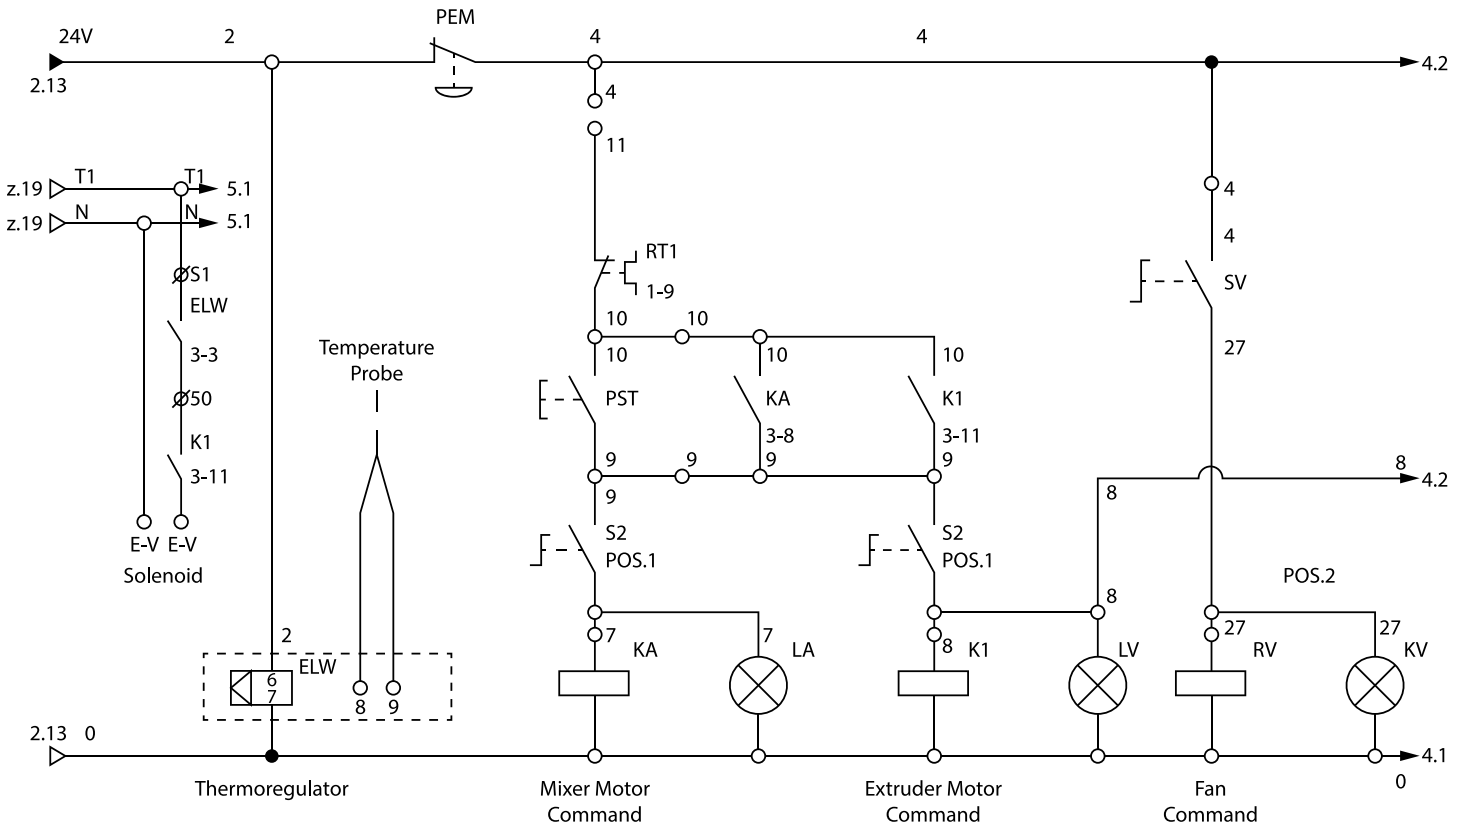 PEM
24V
2
4
4
2.13
4.2
4
11
T1
T1
z.19
5.1
4
N
N
z.19
5.1
4
RT1
S1
SV
1-9
ELW
10
10
Temperature
Probe
3-3
10
10
10
27
50
PST
KA
K1
K1
3-8
3-11
9
9
9
9
8
3-11
4.2
9
8
S2
S2
E-V
E-V
POS.1
POS.1
Solenoid
POS.2
8
2
7
7
8
27
27
ELW
KA
LA
K1
LV
RV
KV
6
7
8
9
2.13
0
4.1
0
Thermoregulator
Mixer Motor
Command
Extruder Motor
Command
Fan
Command